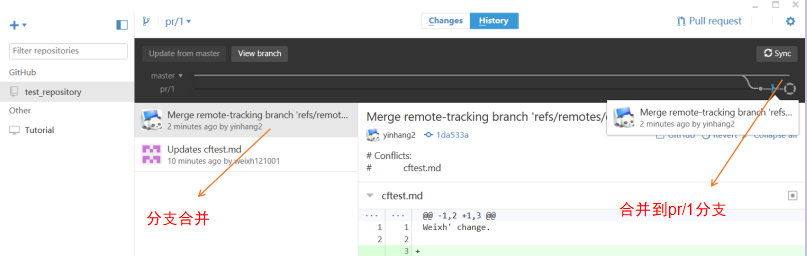 pr/1
Changes
History
Pull request
Filter repositories
Update from master
View branch
Sync
GitHub
master
test_repository
pr/1
Other
Merge remote-tracking branch 'refs/remot...
2 minutes ago by yinhang2
Merge remote-tracking branch 'refs/remotes/
Merge remote-tracking branch 'refs...
2 minutes ago by yinhang2
Tutorial
yinhang2
1da533a
GitHub
Revert
Collapse all
Updates cftest.md
10 minutes ago by weixh121001
# Conflicts:
# cftest.md
分支合并
合并到pr/1分支
cftest.md
... ... @@ -1,2 +1,3 @@
1 1 Weixh' change.
2 2
3 +